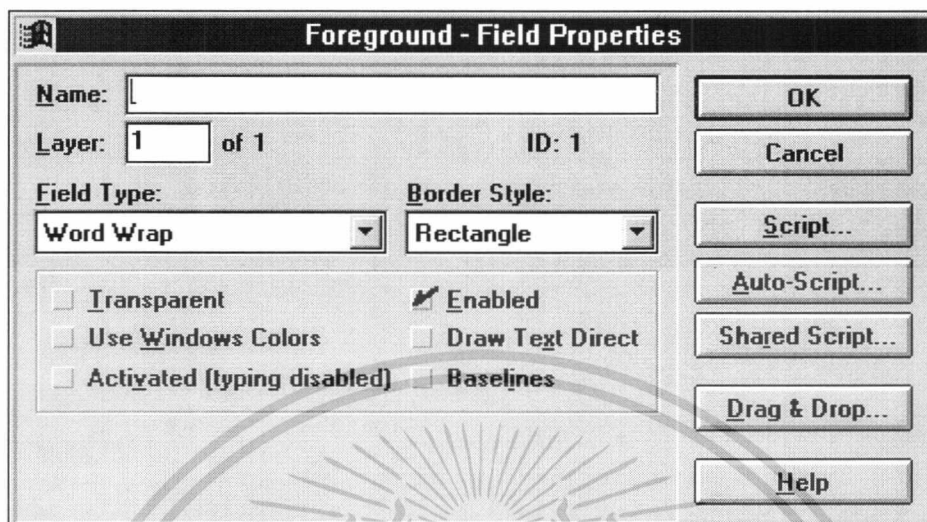 Foreground - Field Properties
Name:
OK
Layer: 1 of 1 ID: 1
Cancel
Field Type: Border Style:
Word Wrap Rectangle
Script...
Transparent Enabled
Auto-Script...
Use Windows Colors Draw Text Direct
Shared Script...
Activated (typing disabled) Baselines
Drag & Drop...
Help